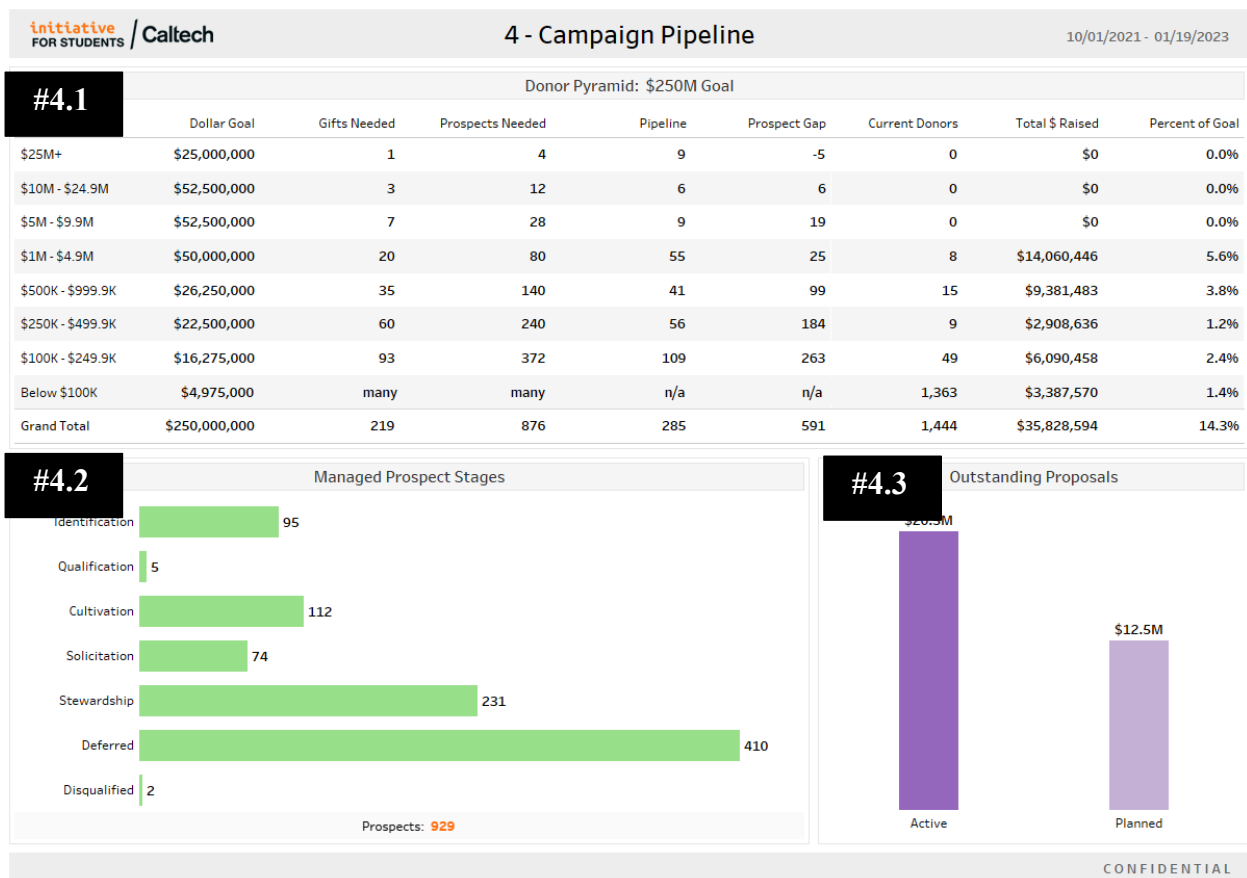 initiative
FOR STUDENTS
Caltech
4 - Campaign Pipeline
10/01/2021 - 01/19/2023
#4.1
Donor Pyramid: $250M Goal
Dollar Goal Gifts Needed Prospects Needed Pipeline Prospect Gap Current Donors Total $ Raised Percent of Goal
$25M+ $25,000,000 1 4 9 -5 0 $0 0.0%
$10M - $24.9M $52,500,000 3 12 6 6 0 $0 0.0%
$5M - $9.9M $52,500,000 7 28 9 19 0 $0 0.0%
$1M - $4.9M $50,000,000 20 80 55 25 8 $14,060,446 5.6%
$500K - $999.9K $26,250,000 35 140 41 99 15 $9,381,483 3.8%
$250K - $499.9K $22,500,000 60 240 56 184 9 $2,908,636 1.2%
$100K - $249.9K $16,275,000 93 372 109 263 49 $6,090,458 2.4%
Below $100K $4,975,000 many many n/a n/a 1,363 $3,387,570 1.4%
Grand Total $250,000,000 219 876 285 591 1,444 $35,828,594 14.3%
#4.2
Managed Prospect Stages
Identification 95
Qualification 5
Cultivation 112
Solicitation 74
Stewardship 231
Deferred 410
Disqualified 2
Prospects: 929
#4.3
Outstanding Proposals
$12.5M
Active Planned
CONFIDENTIAL